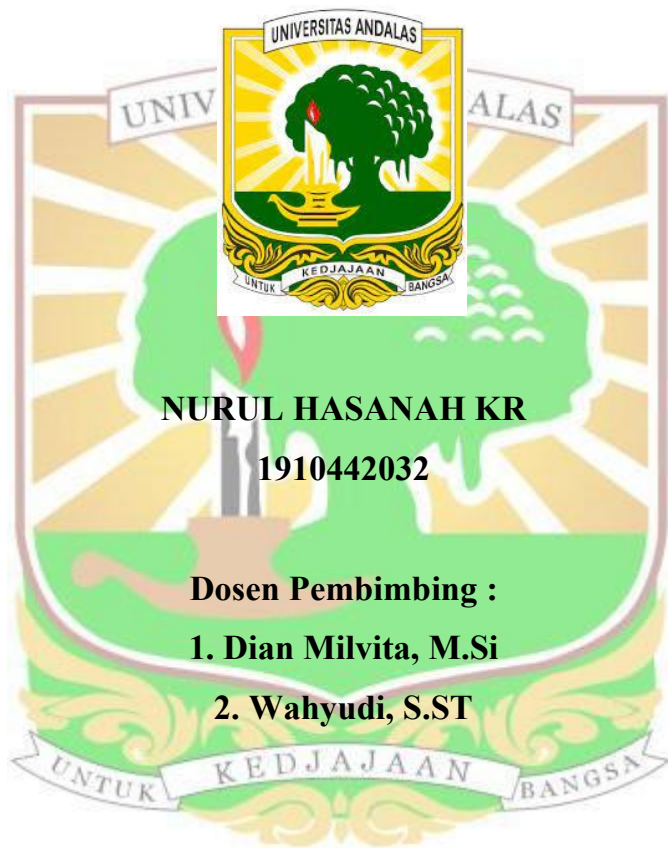 UNIVERSITAS ANDALAS
UNIV ALAS
UNTUK KEDJAJAAN BANGSA
NURUL HASANAH KR
1910442032
Dosen Pembimbing :
1. Dian Milvita, M.Si
2. Wahyudi, S.ST
UNTUK KEDJAJAAN BANGSA